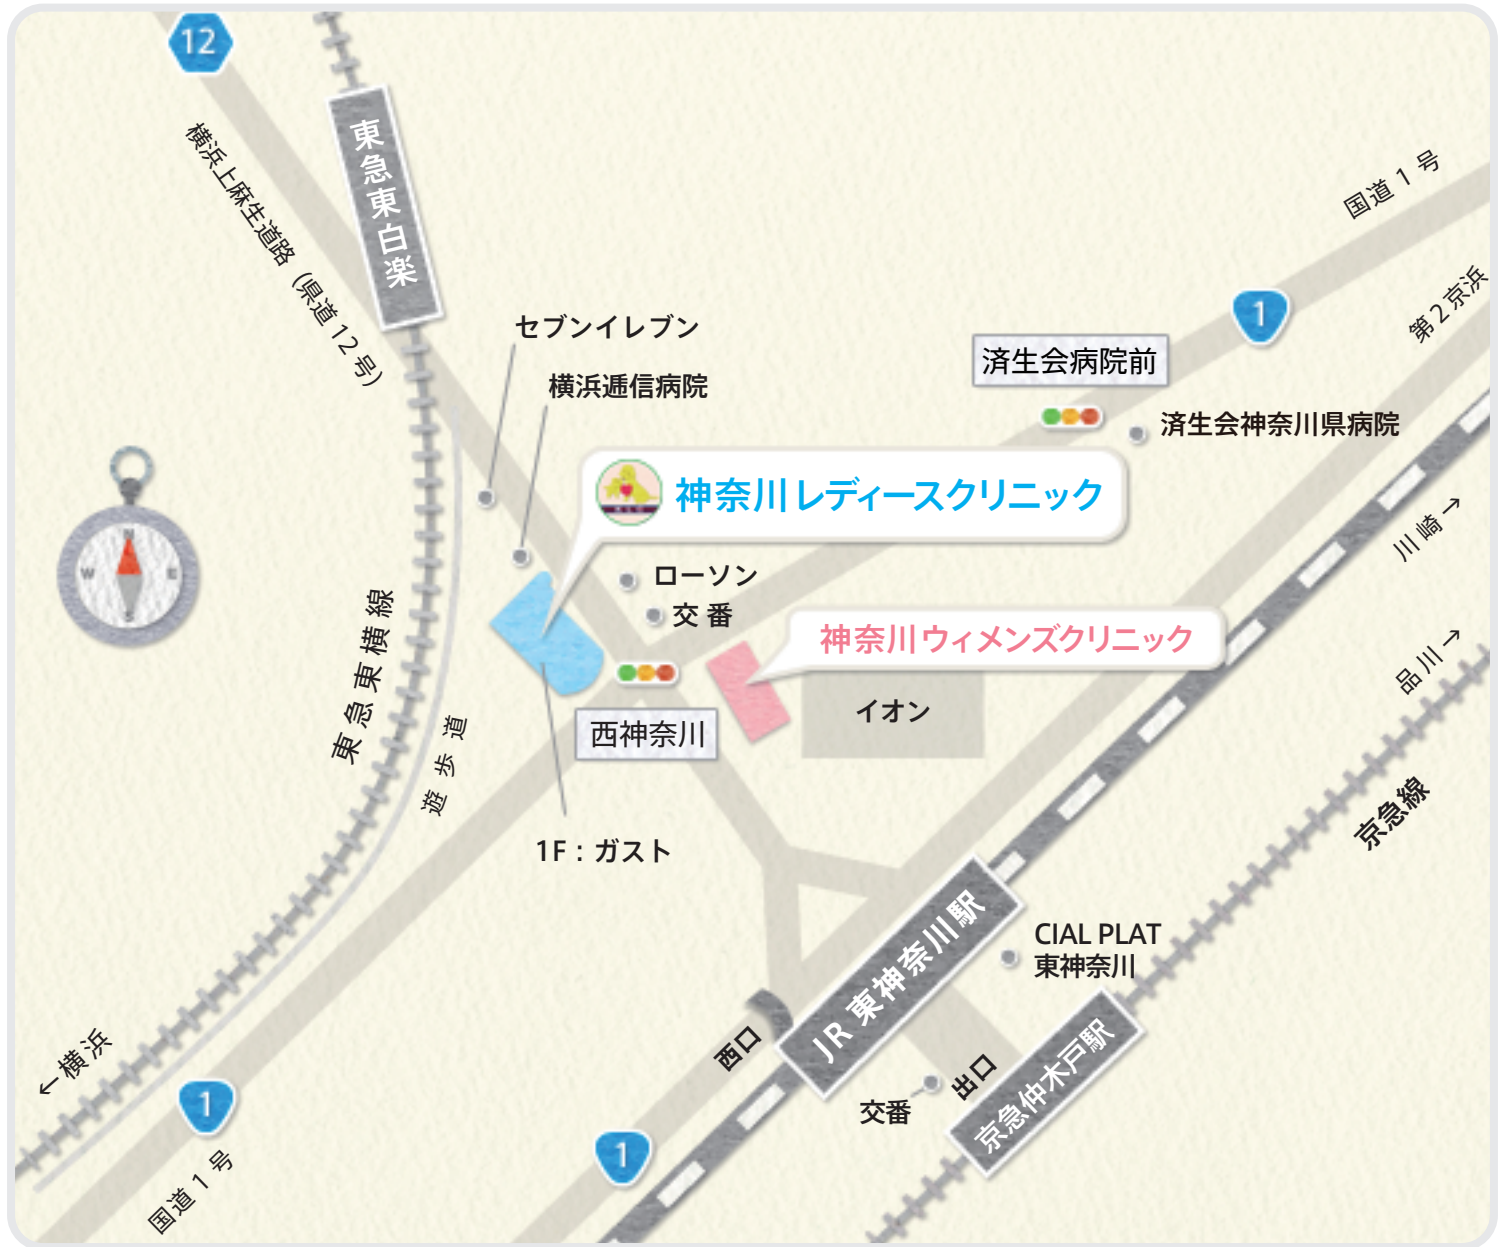 12
横浜上麻生道路（県道12号）
東急東白楽
国道1号
1
第2京浜
セブンイレブン
横浜逓信病院
済生会病院前
済生会神奈川県病院
神奈川レディースクリニック
川崎→
N
W
E
S
ローソン
交番
神奈川ウィメンズクリニック
品川→
東急東横線
遊歩道
西神奈川
イオン
1F：ガスト
京急線
JR 東神奈川駅
CIAL PLAT
東神奈川
西口
出口
交番
京急仲木戸駅
←横浜
1
国道1号
1